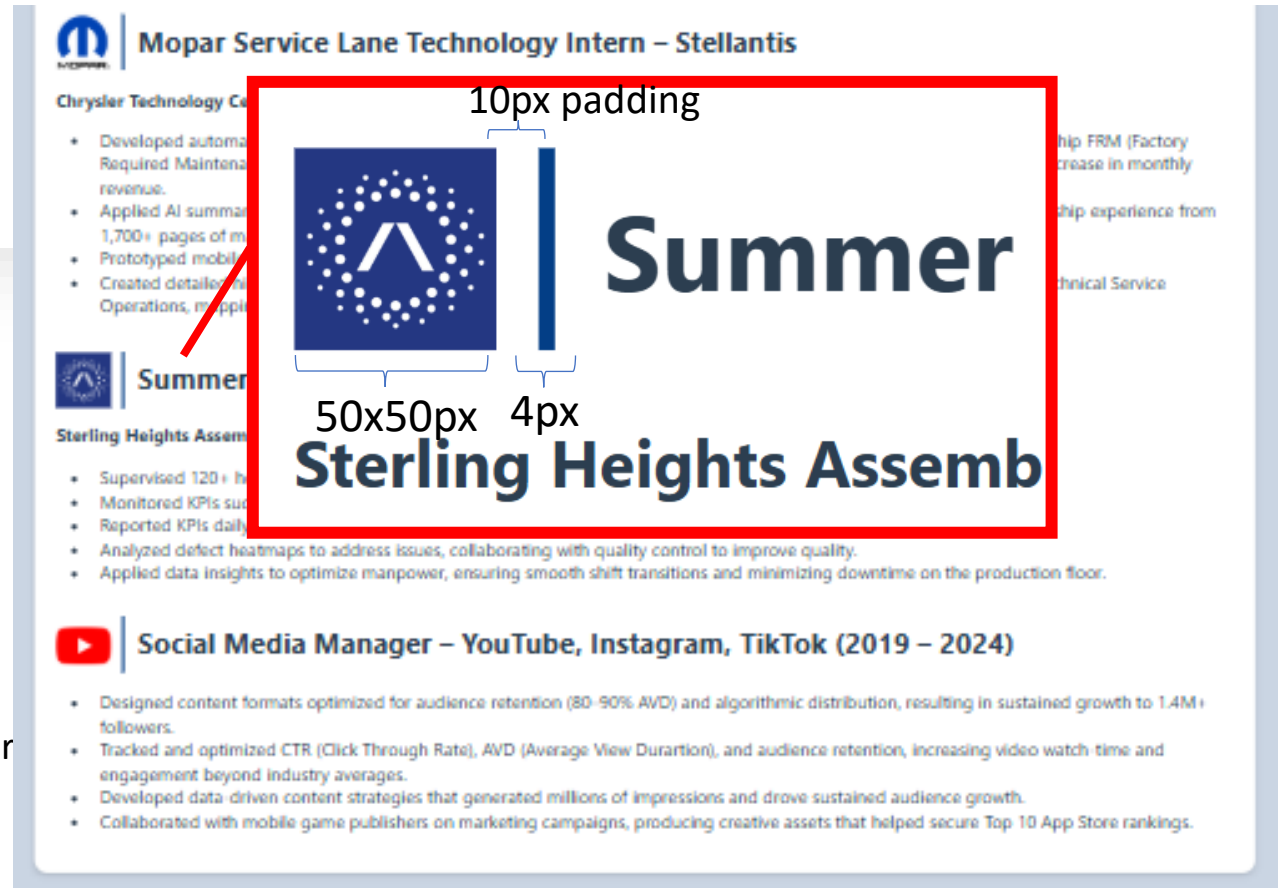 MOPAR
Mopar Service Lane Technology Intern – Stellantis
Chrysler Technology Ce
10px padding
• Developed automa
hip FRM (Factory
Required Maintena
crease in monthly
revenue.
• Applied AI summar
ship experience from
1,700+ pages of m
• Prototyped mobile
• Created detailed
chnical Service
Operations, mappi
Summer
50x50px
4px
Sterling Heights Assemb
Summer
Sterling Heights Assem
• Supervised 120+ h
• Monitored KPIs suc
• Reported KPIs daily
• Analyzed defect heatmaps to address issues, collaborating with quality control to improve quality.
• Applied data insights to optimize manpower, ensuring smooth shift transitions and minimizing downtime on the production floor.
Social Media Manager – YouTube, Instagram, TikTok (2019 – 2024)
• Designed content formats optimized for audience retention (80-90% AVD) and algorithmic distribution, resulting in sustained growth to 1.4M+
followers.
• Tracked and optimized CTR (Click Through Rate), AVD (Average View Durartion), and audience retention, increasing video watch-time and
engagement beyond industry averages.
• Developed data-driven content strategies that generated millions of impressions and drove sustained audience growth.
• Collaborated with mobile game publishers on marketing campaigns, producing creative assets that helped secure Top 10 App Store rankings.
r